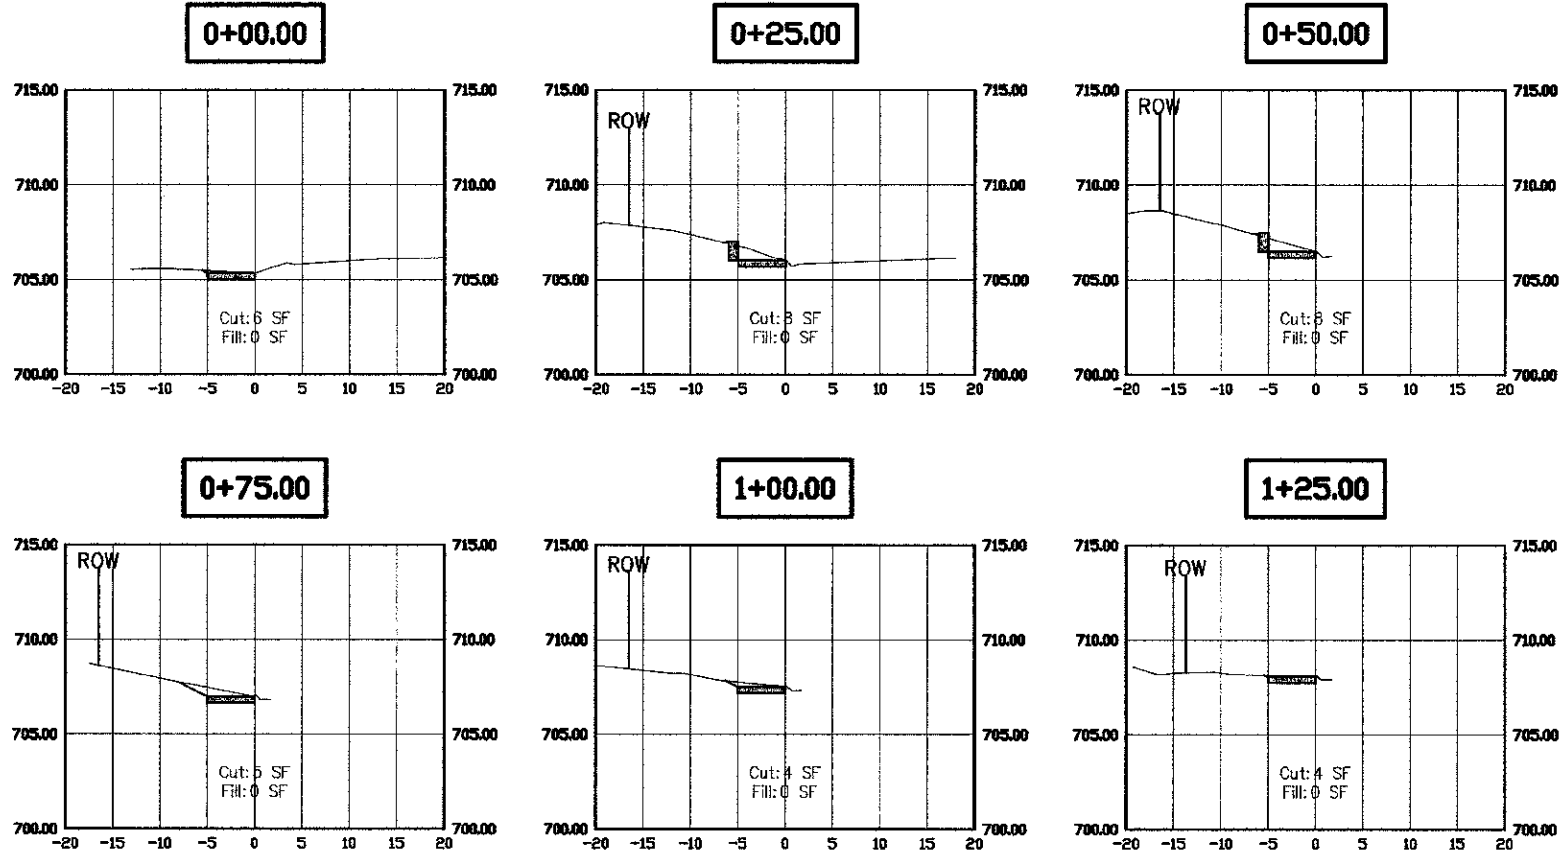 0+00.00
715.00 715.00
710.00 710.00
705.00 705.00
Cut: 6 SF
Fill: 0 SF
700.00 700.00
-20 -15 -10 -5 0 5 10 15 20
0+25.00
715.00 715.00
ROW
710.00 710.00
705.00 705.00
Cut: 8 SF
Fill: 0 SF
700.00 700.00
-20 -15 -10 -5 0 5 10 15 20
0+50.00
715.00 715.00
ROW
710.00 710.00
705.00 705.00
Cut: 8 SF
Fill: 0 SF
700.00 700.00
-20 -15 -10 -5 0 5 10 15 20
0+75.00
715.00 715.00
ROW
710.00 710.00
705.00 705.00
Cut: 5 SF
Fill: 0 SF
700.00 700.00
-20 -15 -10 -5 0 5 10 15 20
1+00.00
715.00 715.00
ROW
710.00 710.00
705.00 705.00
Cut: 4 SF
Fill: 0 SF
700.00 700.00
-20 -15 -10 -5 0 5 10 15 20
1+25.00
715.00 715.00
ROW
710.00 710.00
705.00 705.00
Cut: 4 SF
Fill: 0 SF
700.00 700.00
-20 -15 -10 -5 0 5 10 15 20